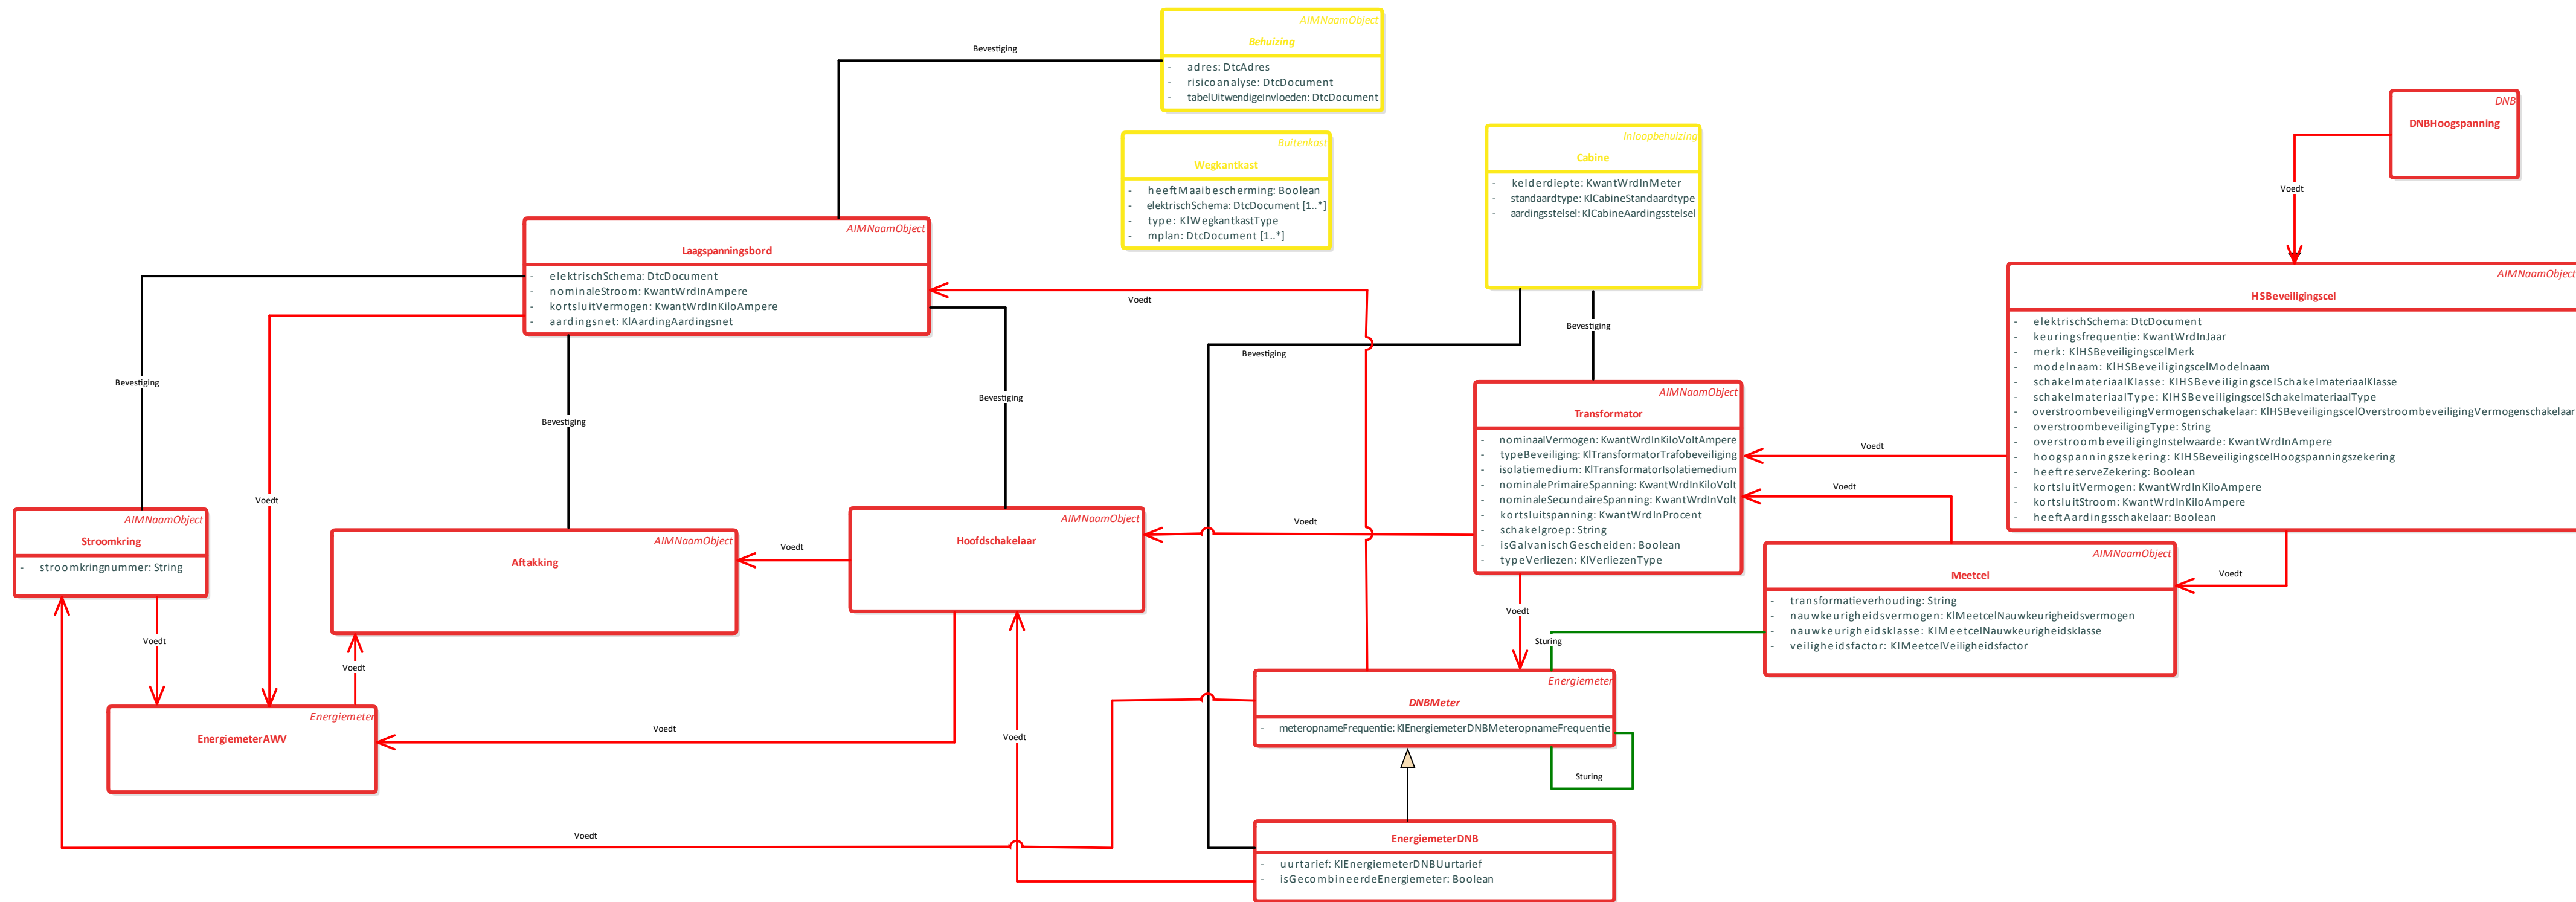 AIMNaamObject
Behuizing
- adres: DtcAdres
- risicoanalyse: DtcDocument
- tabelUitwendigeInvloeden: DtcDocument
Bevestiging
Buitenkast
Wegkantkast
- heeftMaaibescherming: Boolean
- elektrischSchema: DtcDocument [1..*]
- type: KlWegkantkastType
- mplan: DtcDocument [1..*]
Inloopbehuizing
Cabine
- kelderdiepte: KwantWrdInMeter
- standaardtype: KlCabineStandaardtype
- aardingsstelsel: KlCabineAardingsstelsel
DNB
DNBHoogspanning
Voedt
AIMNaamObject
Laagspanningsbord
- elektrischSchema: DtcDocument
- nominaleStroom: KwantWrdInAmpere
- kortsluitVermogen: KwantWrdInKiloAmpere
- aardingsnet: KlAardingAardingsnet
Voedt
Bevestiging
Bevestiging
AIMNaamObject
HSBeveiligingscel
- elektrischSchema: DtcDocument
- keuringsfrequentie: KwantWrdInJaar
- merk: KlHSBeveiligingscelMerk
- modelnaam: KlHSBeveiligingscelModelnaam
- schakelmateriaalKlasse: KlHSBeveiligingscelSchakelmateriaalKlasse
- schakelmateriaalType: KlHSBeveiligingscelSchakelmateriaalType
- overstroombeveiligingVermogenschakelaar: KlHSBeveiligingscelOverstroombeveiligingVermogenschakelaar
- overstroombeveiligingType: String
- overstroombeveiligingInstelwaarde: KwantWrdInAmpere
- hoogspanningszekering: KlHSBeveiligingscelHoogspanningszekering
- heeftreserveZekering: Boolean
- kortsluitVermogen: KwantWrdInKiloAmpere
- kortsluitStroom: KwantWrdInKiloAmpere
- heeftAardingsschakelaar: Boolean
Bevestiging
Bevestiging
Bevestiging
AIMNaamObject
Transformator
- nominaalVermogen: KwantWrdInKiloVoltAmpere
- typeBeveiliging: KlTransformatorTrafobeveiliging
- isolatiemedium: KlTransformatorIsolatiemedium
- nominalePrimaireSpanning: KwantWrdInKiloVolt
- nominaleSecundaireSpanning: KwantWrdInVolt
- kortsluitspanning: KwantWrdInProcent
- schakelgroep: String
- isGalvanischGescheiden: Boolean
- typeVerliezen: KlVerliezenType
Voedt
Voedt
Voedt
Voedt
AIMNaamObject
Stroomkring
- stroomkringnummer: String
AIMNaamObject
Aftakking
Voedt
AIMNaamObject
Hoofdschakelaar
AIMNaamObject
Meetcel
- transformatieverhouding: String
- nauwkeurigheidsvermogen: KlMeetcelNauwkeurigheidsvermogen
- nauwkeurigheidsklasse: KlMeetcelNauwkeurigheidsklasse
- veiligheidsfactor: KlMeetcelVeiligheidsfactor
Voedt
Voedt
Sturing
Voedt
Voedt
Energiemeter
EnergiemeterAWV
Voedt
Voedt
Energiemeter
DNBMeter
- meteropnameFrequentie: KlEnergiemeterDNBMeteropnameFrequentie
Sturing
Voedt
EnergiemeterDNB
- uurtarief: KlEnergiemeterDNBUurtarief
- isGecombineerdeEnergiemeter: Boolean